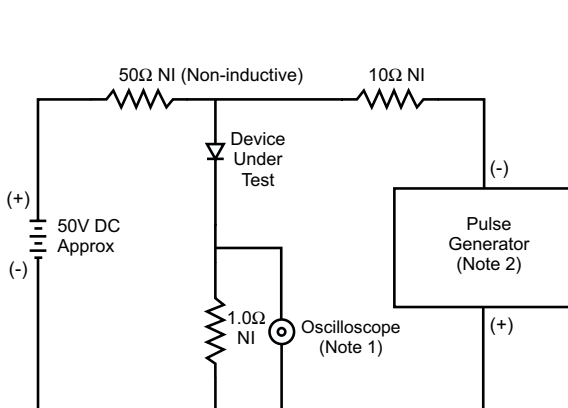 50Ω NI (Non-inductive)
10Ω NI
Device
Under
Test
(-)
(+)
50V DC
Approx
(-)
Pulse
Generator
(Note 2)
1.0Ω
NI
Oscilloscope
(Note 1)
(+)